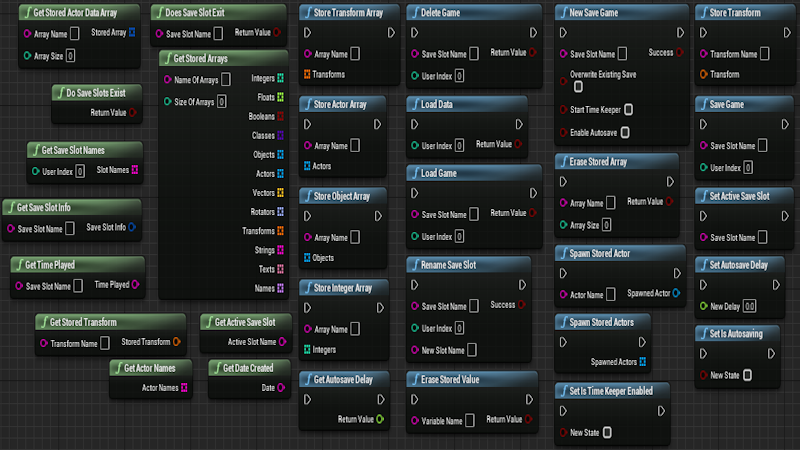 Get Stored Actor Data Array
Array Name
Stored Array
Array Size
0
Do Save Slots Exist
Return Value
Get Save Slot Names
User Index
0
Slot Names
Get Save Slot Info
Save Slot Name
Save Slot Info
Get Time Played
Save Slot Name
Time Played
Get Stored Transform
Transform Name
Stored Transform
Get Actor Names
Actor Names
Does Save Slot Exit
Save Slot Name
Return Value
Get Stored Arrays
Name Of Arrays
Integers
Size Of Arrays
0
Floats
Booleans
Classes
Objects
Actors
Vectors
Rotators
Transforms
Strings
Texts
Names
Get Active Save Slot
Active Slot Name
Get Date Created
Date
Store Transform Array
Array Name
Transforms
Store Actor Array
Array Name
Actors
Store Object Array
Array Name
Objects
Store Integer Array
Array Name
Integers
Get Autosave Delay
Return Value
Delete Game
Save Slot Name
Return Value
User Index
0
Load Data
User Index
0
Return Value
Load Game
Save Slot Name
Return Value
User Index
0
Rename Save Slot
Save Slot Name
Success
User Index
0
New Slot Name
Erase Stored Value
Variable Name
Return Value
New Save Game
Save Slot Name
Success
Overwrite Existing Save
Start Time Keeper
Enable Autosave
Erase Stored Array
Array Name
Return Value
Array Size
0
Spawn Stored Actor
Actor Name
Spawned Actor
Spawn Stored Actors
Spawned Actors
Set Is Time Keeper Enabled
New State
Store Transform
Transform Name
Transform
Save Game
Save Slot Name
User Index
0
Set Active Save Slot
Save Slot Name
Set Autosave Delay
New Delay
0.0
Set Is Autosaving
New State